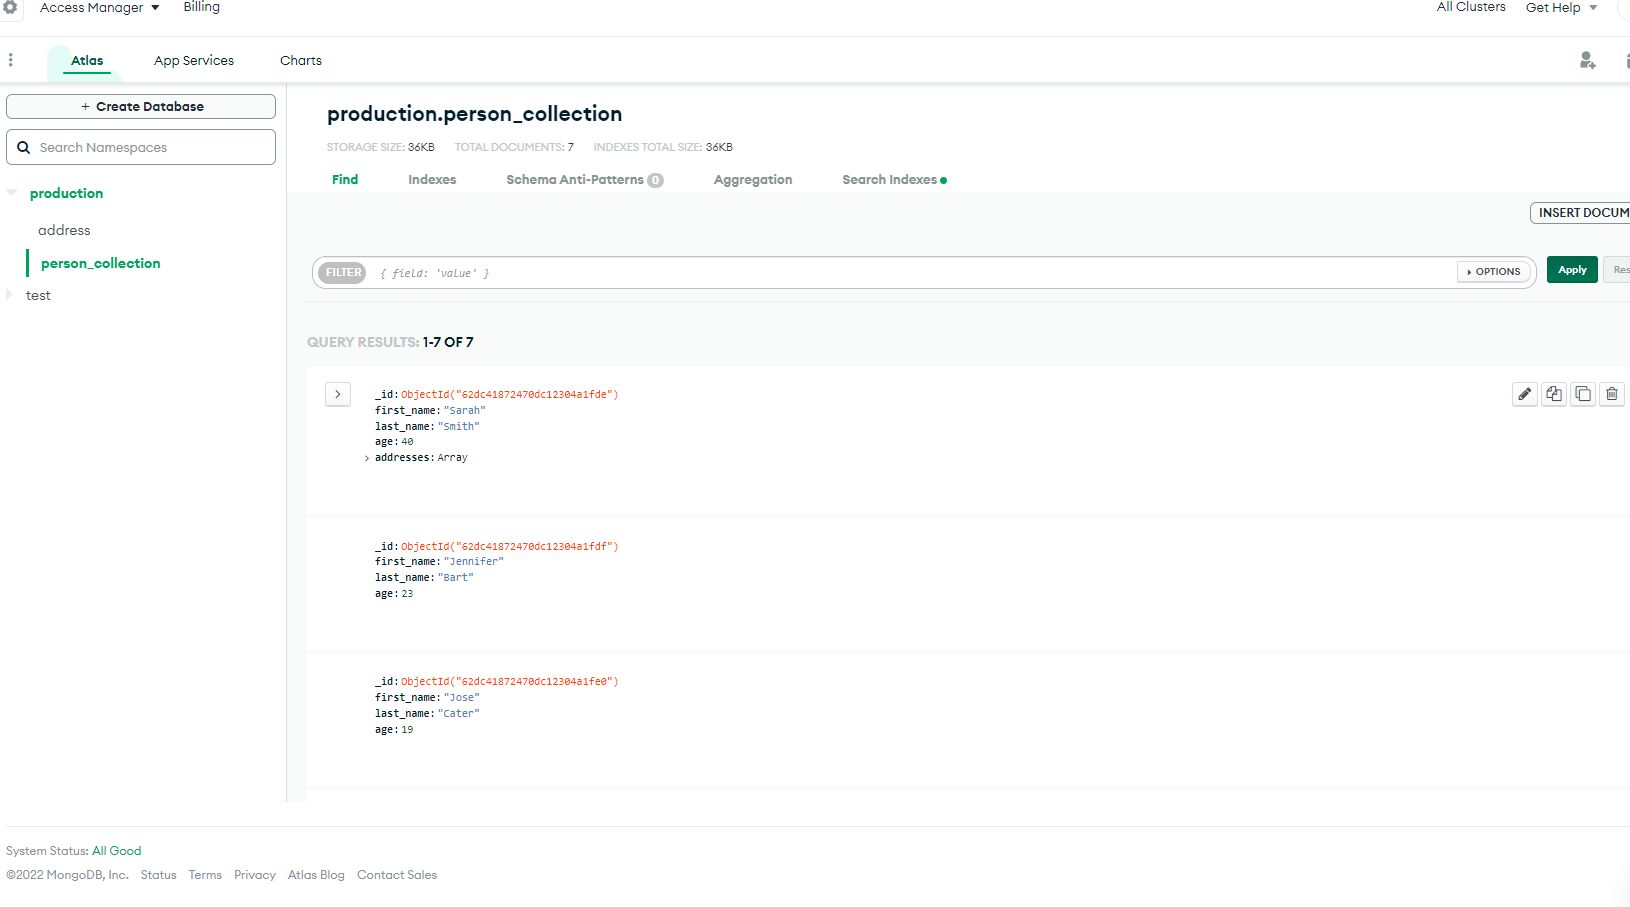 Access Manager Billing All Clusters Get Help
Atlas App Services Charts
+ Create Database
Search Namespaces
production
address
person_collection
test
production.person_collection
STORAGE SIZE: 36KB TOTAL DOCUMENTS: 7 INDEXES TOTAL SIZE: 36KB
Find Indexes Schema Anti-Patterns 0 Aggregation Search Indexes
INSERT DOCUM
FILTER { field: 'value' } OPTIONS Apply Res
QUERY RESULTS: 1-7 OF 7
_id: ObjectId("62dc41872470dc12304a1fde")
first_name: "Sarah"
last_name: "Smith"
age: 40
addresses: Array
_id: ObjectId("62dc41872470dc12304a1fdf")
first_name: "Jennifer"
last_name: "Bart"
age: 23
_id: ObjectId("62dc41872470dc12304a1fe0")
first_name: "Jose"
last_name: "Cater"
age: 19
System Status: All Good
©2022 MongoDB, Inc. Status Terms Privacy Atlas Blog Contact Sales